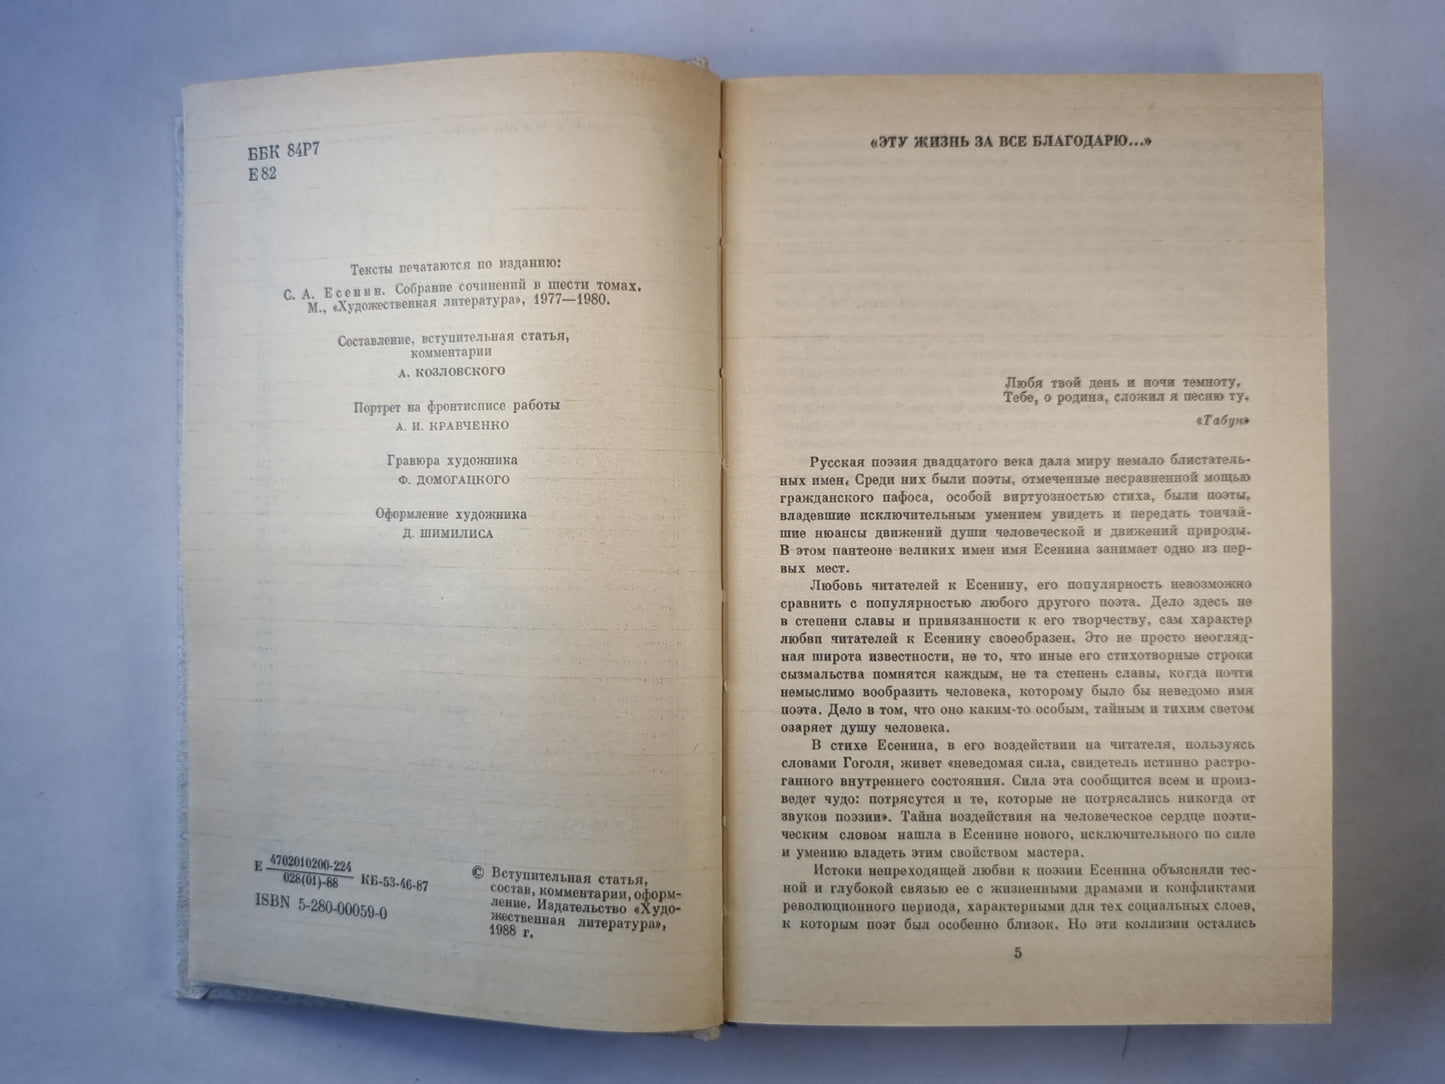 ББК 84Р7
Е 82
Тексты печатаются по изданию:
С. А. Есенин. Собрание сочинений в шести томах.
М., «Художественная литература», 1977—1980.
Составление, вступительная статья,
комментарии
А. КОЗЛОВСКОГО
Портрет на фронтисписе работы
А. И. КРАВЧЕНКО
Гравюра художника
Ф. ДОМОГАЦКОГО
Оформление художника
Д. ШИМИЛИСА
Е 4702010200-224
028(01)-88 КБ-53-46-87
ISBN 5-280-00059-0
© Вступительная статья,
состав, комментарии, оформ-
ление. Издательство «Худо-
жественная литература»,
1988 г.
«ЭТУ ЖИЗНЬ ЗА ВСЕ БЛАГОДАРЮ...»
Любя твой день и ночи темноту,
Тебе, о родина, сложил я песню ту.
«Табун»
Русская поэзия двадцатого века дала миру немало блистатель-
ных имен. Среди них были поэты, отмеченные несравненной мощью
гражданского пафоса, особой виртуозностью стиха, были поэты,
владевшие исключительным умением увидеть и передать тончай-
шие нюансы движений души человеческой и движений природы.
В этом пантеоне великих имен имя Есенина занимает одно из пер-
вых мест.
Любовь читателей к Есенину, его популярность невозможно
сравнить с популярностью любого другого поэта. Дело здесь не
в степени славы и привязанности к его творчеству, сам характер
любви читателей к Есенину своеобразен. Это не просто неогляд-
ная широта известности, не то, что иные его стихотворные строки
сызмальства помнятся каждым, не та степень славы, когда почти
немыслимо вообразить человека, которому было бы неведомо имя
поэта. Дело в том, что оно каким-то особым, тайным и тихим светом
озаряет душу человека.
В стихе Есенина, в его воздействии на читателя, пользуясь
словами Гоголя, живет «неведомая сила, свидетель истинно растро-
ганного внутреннего состояния. Сила эта сообщится всем и произ-
ведет чудо: потрясутся и те, которые не потрясались никогда от
звуков поэзии». Тайна воздействия на человеческое сердце поэти-
ческим словом нашла в Есенине нового, исключительного по силе
и умению владеть этим свойством мастера.
Истоки непреходящей любви к поэзии Есенина объясняли тес-
ной и глубокой связью ее с жизненными драмами и конфликтами
революционного периода, характерными для тех социальных слоев,
к которым поэт был особенно близок. Но эти коллизии остались
5